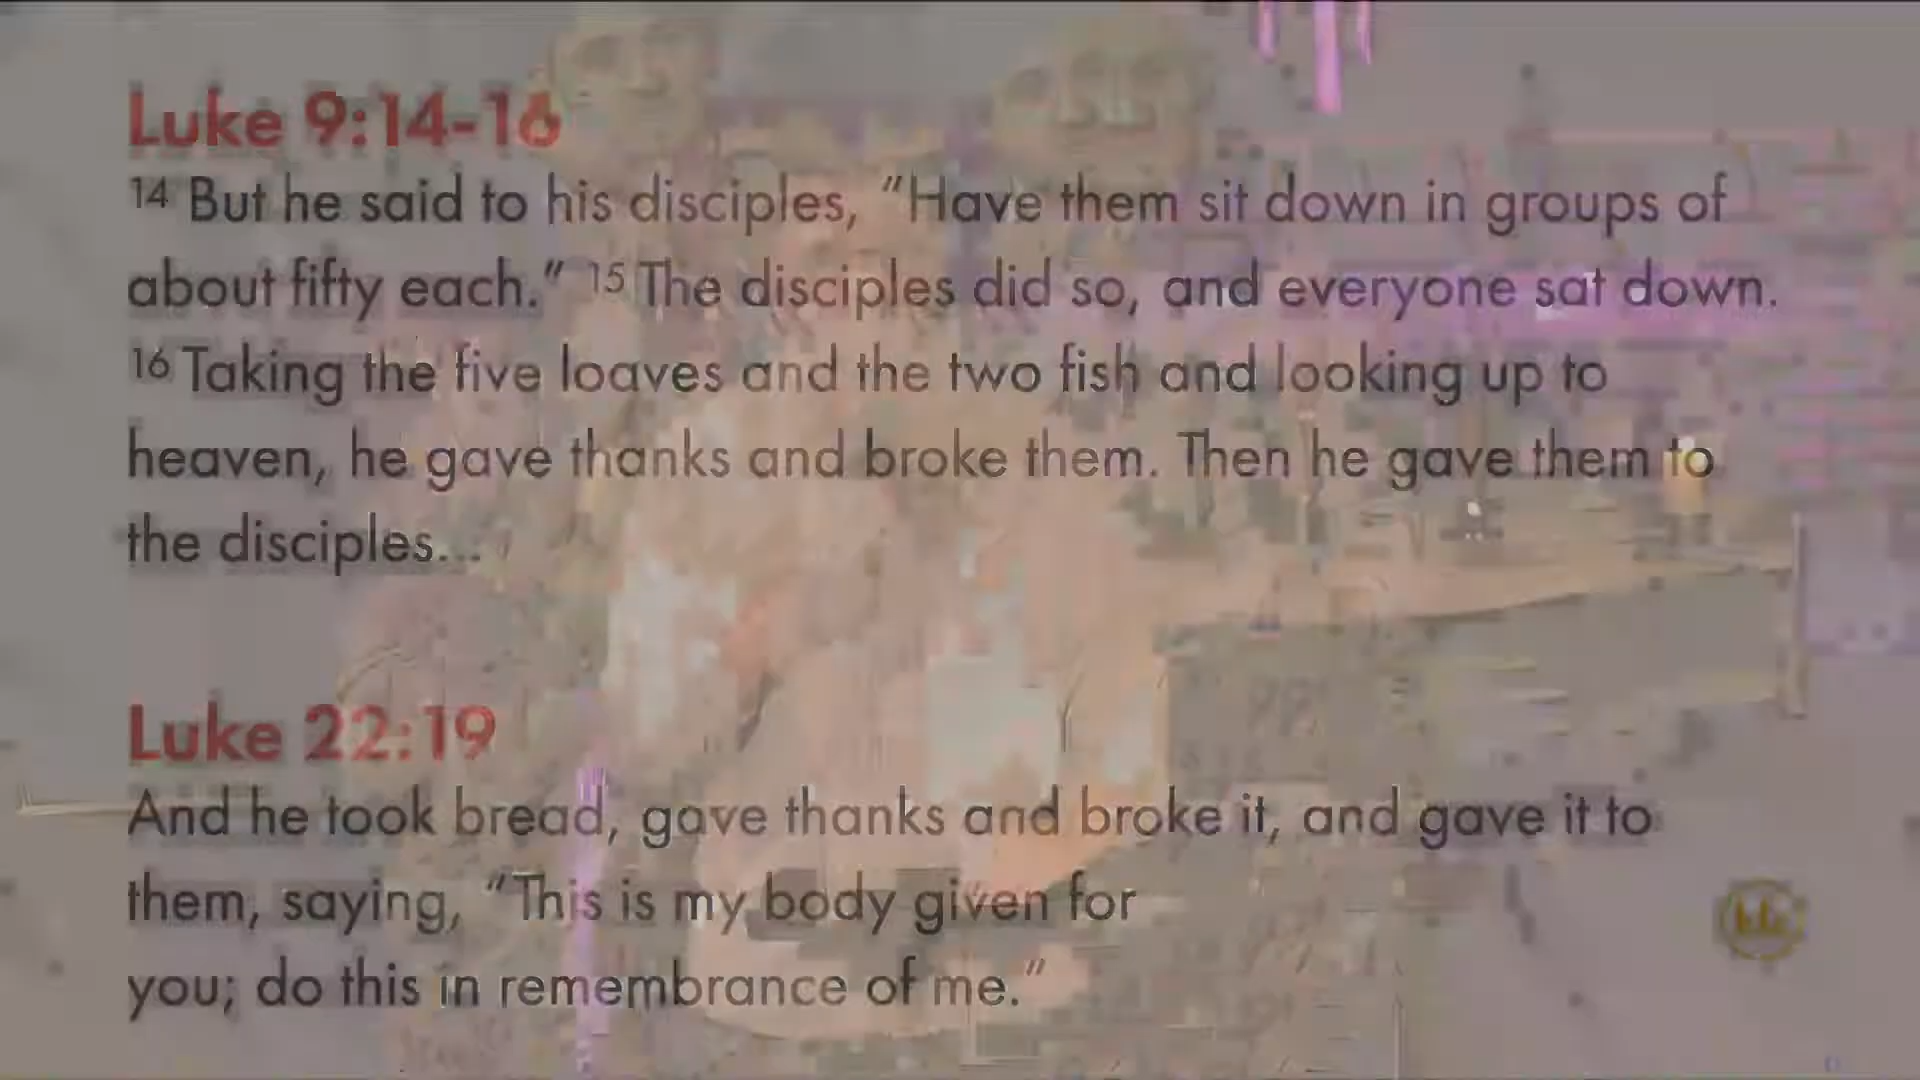 Luke 9:14-16
14 But he said to his disciples, “Have them sit down in groups of
about fifty each.” 15 The disciples did so, and everyone sat down.
16 Taking the five loaves and the two fish and looking up to
heaven, he gave thanks and broke them. Then he gave them to
the disciples...
Luke 22:19
And he took bread, gave thanks and broke it, and gave it to
them, saying, “This is my body given for
you; do this in remembrance of me.”